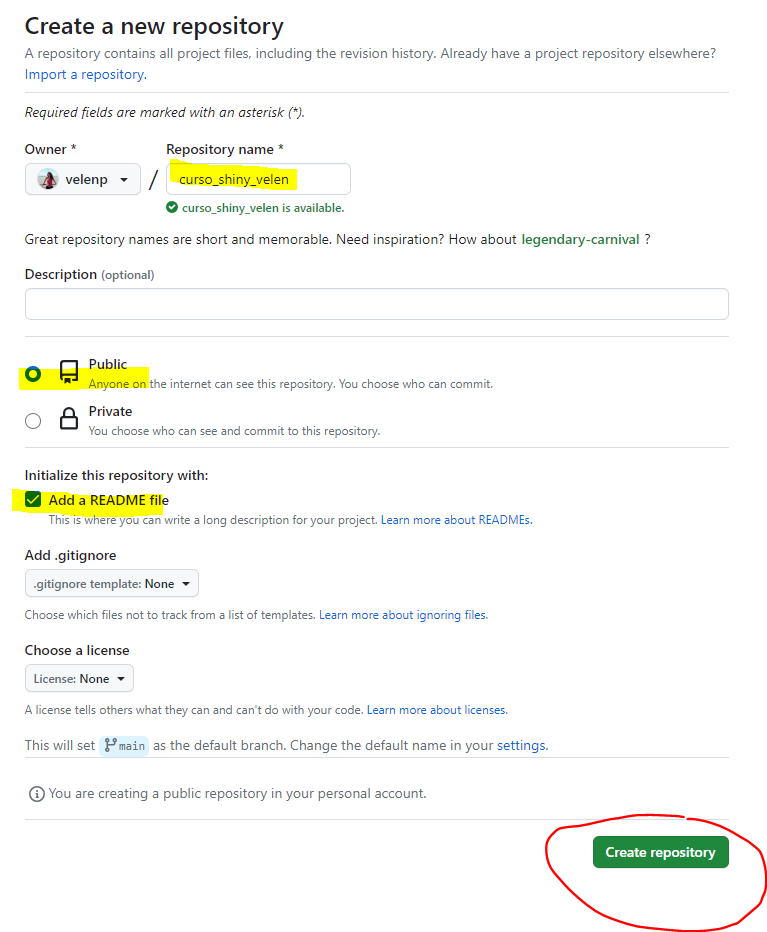 Create a new repository
A repository contains all project files, including the revision history. Already have a project repository elsewhere?
Import a repository.
Required fields are marked with an asterisk (*).
Owner * Repository name *
velenp / curso_shiny_velen
curso_shiny_velen is available.
Great repository names are short and memorable. Need inspiration? How about legendary-carnival ?
Description (optional)
Public
Anyone on the internet can see this repository. You choose who can commit.
Private
You choose who can see and commit to this repository.
Initialize this repository with:
Add a README file
This is where you can write a long description for your project. Learn more about READMEs.
Add .gitignore
.gitignore template: None
Choose which files not to track from a list of templates. Learn more about ignoring files.
Choose a license
License: None
A license tells others what they can and can't do with your code. Learn more about licenses.
This will set main as the default branch. Change the default name in your settings.
You are creating a public repository in your personal account.
Create repository